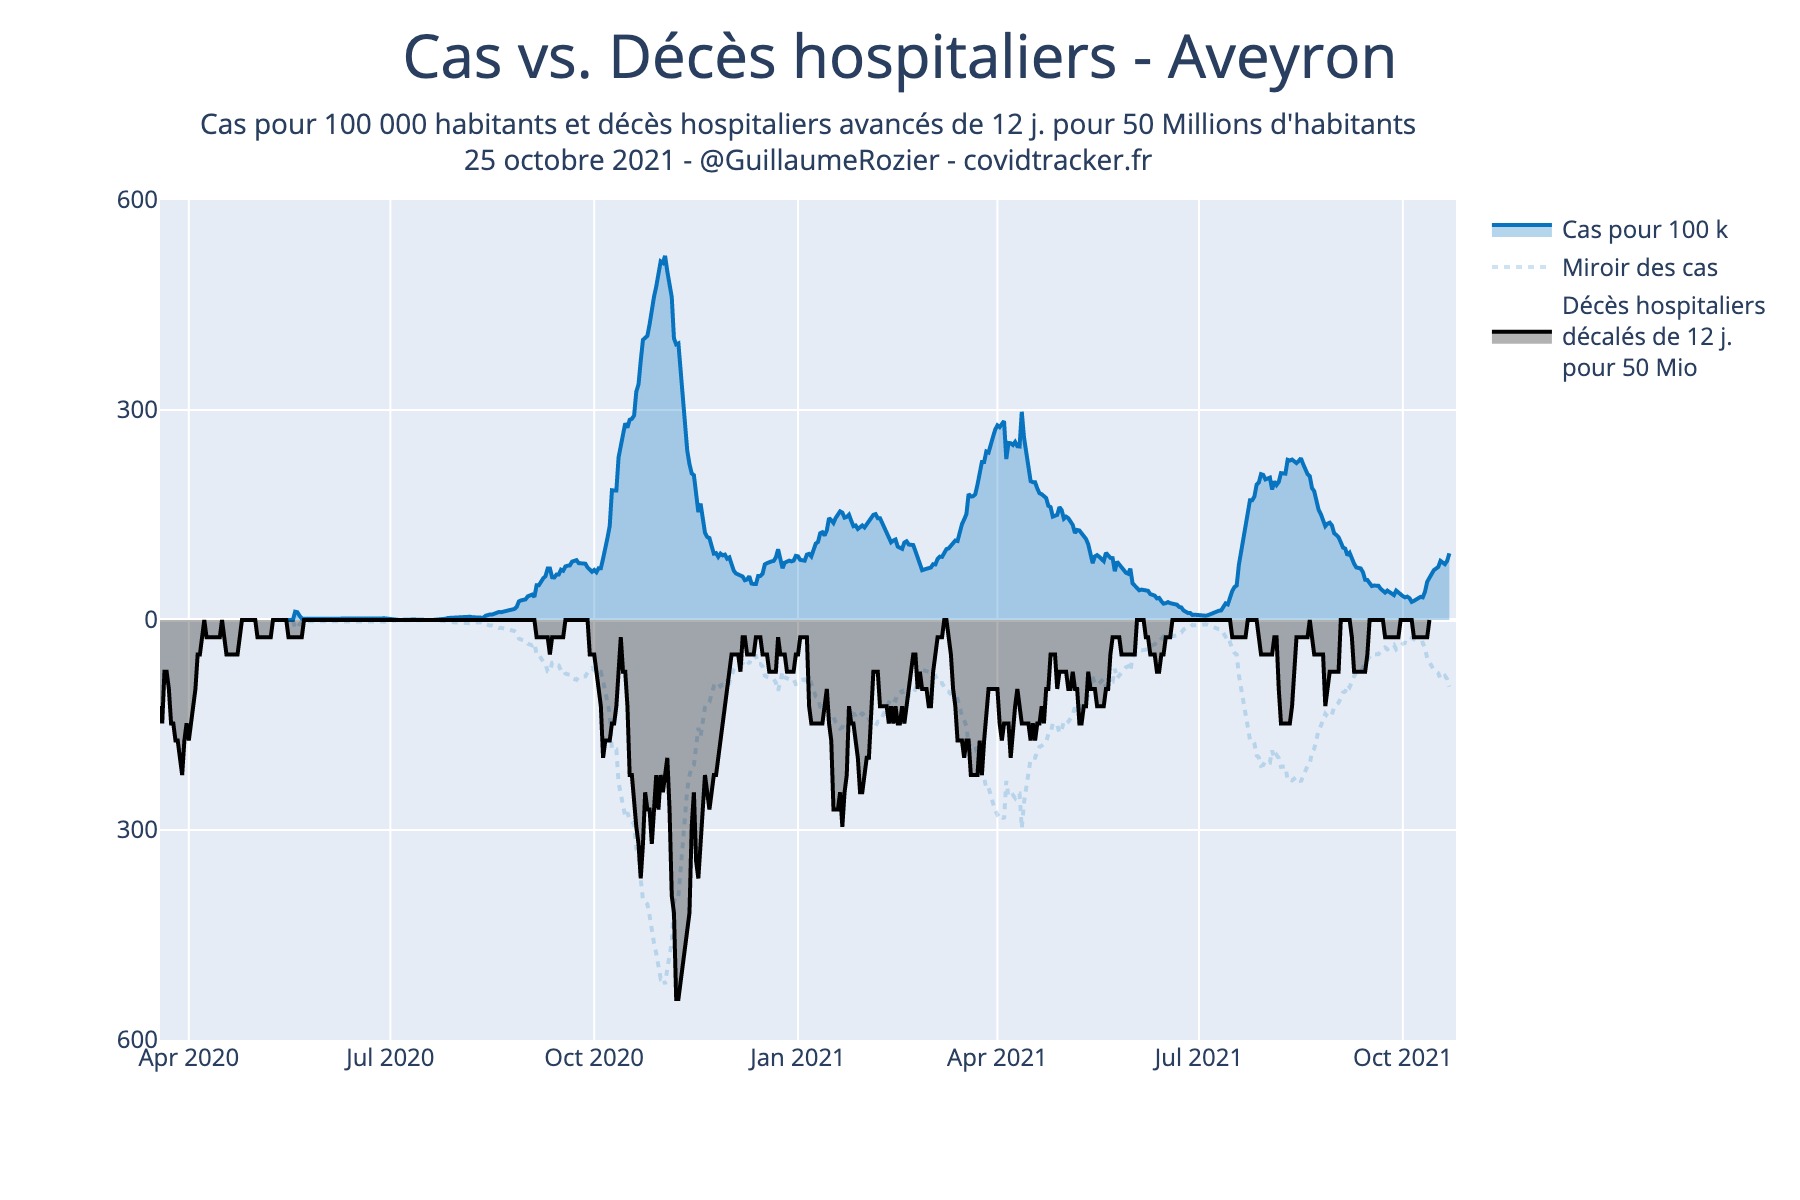 Cas vs. Décès hospitaliers - Aveyron
Cas pour 100 000 habitants et décès hospitaliers avancés de 12 j. pour 50 Millions d'habitants
25 octobre 2021 - @GuillaumeRozier - covidtracker.fr
600
300
0
300
600
Apr 2020
Jul 2020
Oct 2020
Jan 2021
Apr 2021
Jul 2021
Oct 2021
Cas pour 100 k
Miroir des cas
Décès hospitaliers
décalés de 12 j.
pour 50 Mio